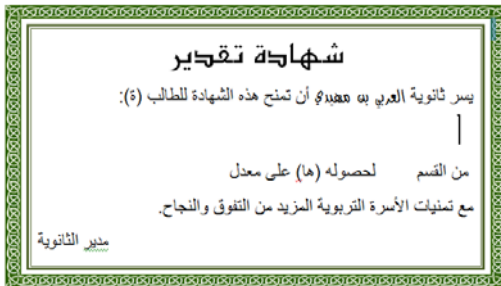 شهادة تقدير
يسر ثانوية العربي بن مهيدي أن تمنح هذه الشهادة للطالب (ة):
من القسم لحصوله (ها) على معدل
مع تمنيات الأسرة التربوية المزيد من التفوق والنجاح.
مدير الثانوية